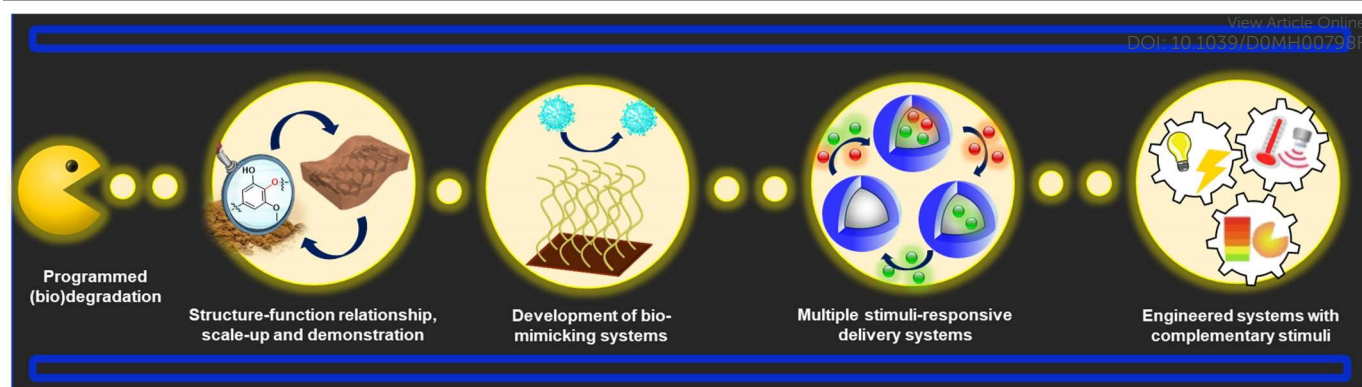 View Article Online
DOI: 10.1039/D0MH00798F
HO
O
O
Programmed
(bio)degradation
Structure-function relationship,
scale-up and demonstration
Development of bio-
mimicking systems
Multiple stimuli-responsive
delivery systems
Engineered systems with
complementary stimuli